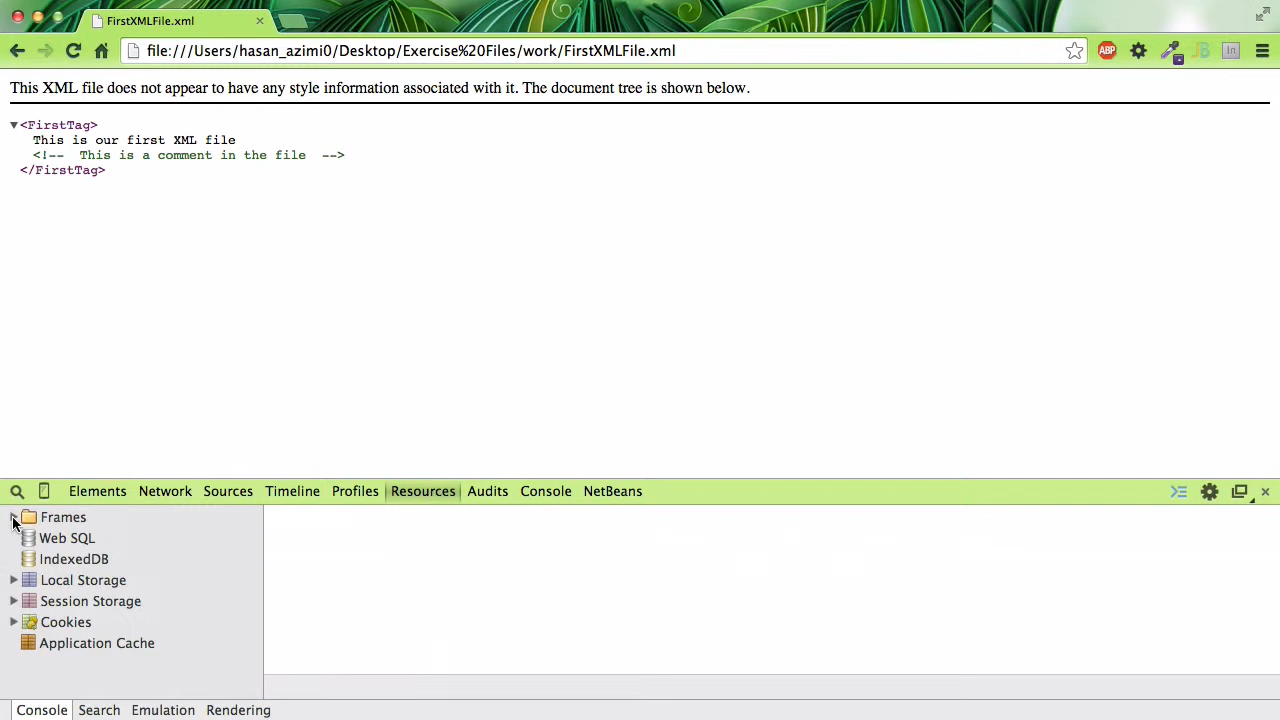 FirstXMLFile.xml
file:///Users/hasan_azimi0/Desktop/Exercise%20Files/work/FirstXMLFile.xml
ABP
This XML file does not appear to have any style information associated with it. The document tree is shown below.
<FirstTag>
This is our first XML file
<!--  This is a comment in the file  -->
</FirstTag>
Elements Network Sources Timeline Profiles Resources Audits Console NetBeans
Frames
Web SQL
IndexedDB
Local Storage
Session Storage
Cookies
Application Cache
Console Search Emulation Rendering